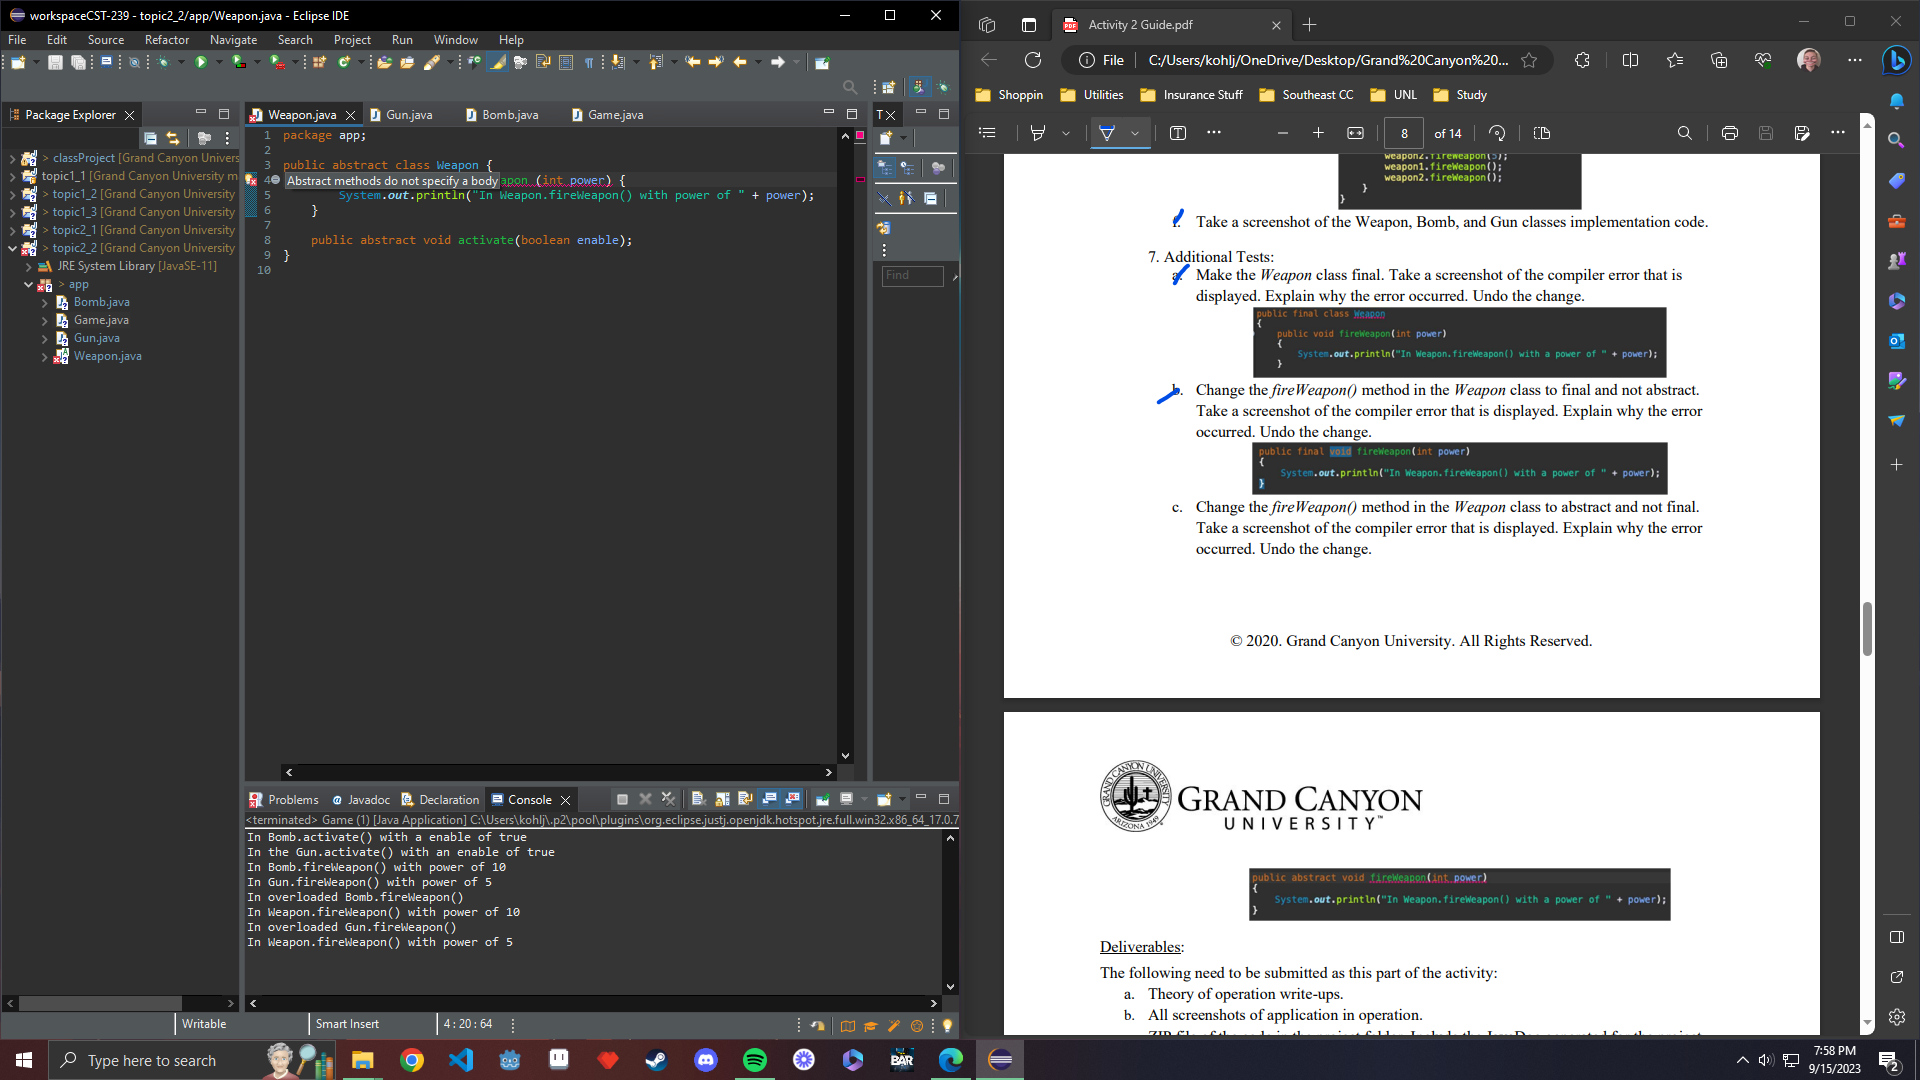 workspaceCST-239 - topic2_2/app/Weapon.java - Eclipse IDE
File Edit Source Refactor Navigate Search Project Run Window Help
Package Explorer
> classProject [Grand Canyon Univers
topic1_1 [Grand Canyon University m
> topic1_2 [Grand Canyon University
> topic1_3 [Grand Canyon University
> topic2_1 [Grand Canyon University
> topic2_2 [Grand Canyon University
JRE System Library [JavaSE-11]
> app
Bomb.java
Game.java
Gun.java
Weapon.java
Weapon.java Gun.java Bomb.java Game.java
1 package app;
2
3 public abstract class Weapon {
4 Abstract methods do not specify a body apon (int power) {
5 System.out.println("In Weapon.fireWeapon() with power of " + power);
6 }
7
8 public abstract void activate(boolean enable);
9 }
10
T
Find
Problems Javadoc Declaration Console
<terminated> Game (1) [Java Application] C:\Users\kohlj\.p2\pool\plugins\org.eclipse.justj.openjdk.hotspot.jre.full.win32.x86_64_17.0.7
In Bomb.activate() with a enable of true
In the Gun.activate() with an enable of true
In Bomb.fireWeapon() with power of 10
In Gun.fireWeapon() with power of 5
In overloaded Bomb.fireWeapon()
In Weapon.fireWeapon() with power of 10
In overloaded Gun.fireWeapon()
In Weapon.fireWeapon() with power of 5
Writable Smart Insert 4 : 20 : 64
Activity 2 Guide.pdf
File C:/Users/kohlj/OneDrive/Desktop/Grand%20Canyon%20...
Shoppin Utilities Insurance Stuff Southeast CC UNL Study
8 of 14
weapon2.fireWeapon(5);
weapon1.fireWeapon();
weapon2.fireWeapon();
}
}
f. Take a screenshot of the Weapon, Bomb, and Gun classes implementation code.
7. Additional Tests:
a. Make the Weapon class final. Take a screenshot of the compiler error that is
displayed. Explain why the error occurred. Undo the change.
public final class Weapon
{
public void fireWeapon(int power)
{
System.out.println("In Weapon.fireWeapon() with a power of " + power);
}
b. Change the fireWeapon() method in the Weapon class to final and not abstract.
Take a screenshot of the compiler error that is displayed. Explain why the error
occurred. Undo the change.
public final void fireWeapon(int power)
{
System.out.println("In Weapon.fireWeapon() with a power of " + power);
}
c. Change the fireWeapon() method in the Weapon class to abstract and not final.
Take a screenshot of the compiler error that is displayed. Explain why the error
occurred. Undo the change.
© 2020. Grand Canyon University. All Rights Reserved.
GRAND CANYON UNIVERSITY
ARIZONA 1949
GRAND CANYON
UNIVERSITY™
public abstract void fireWeapon(int power)
{
System.out.println("In Weapon.fireWeapon() with a power of " + power);
}
Deliverables:
The following need to be submitted as this part of the activity:
a. Theory of operation write-ups.
b. All screenshots of application in operation.
Type here to search
BAR
7:58 PM
9/15/2023
2